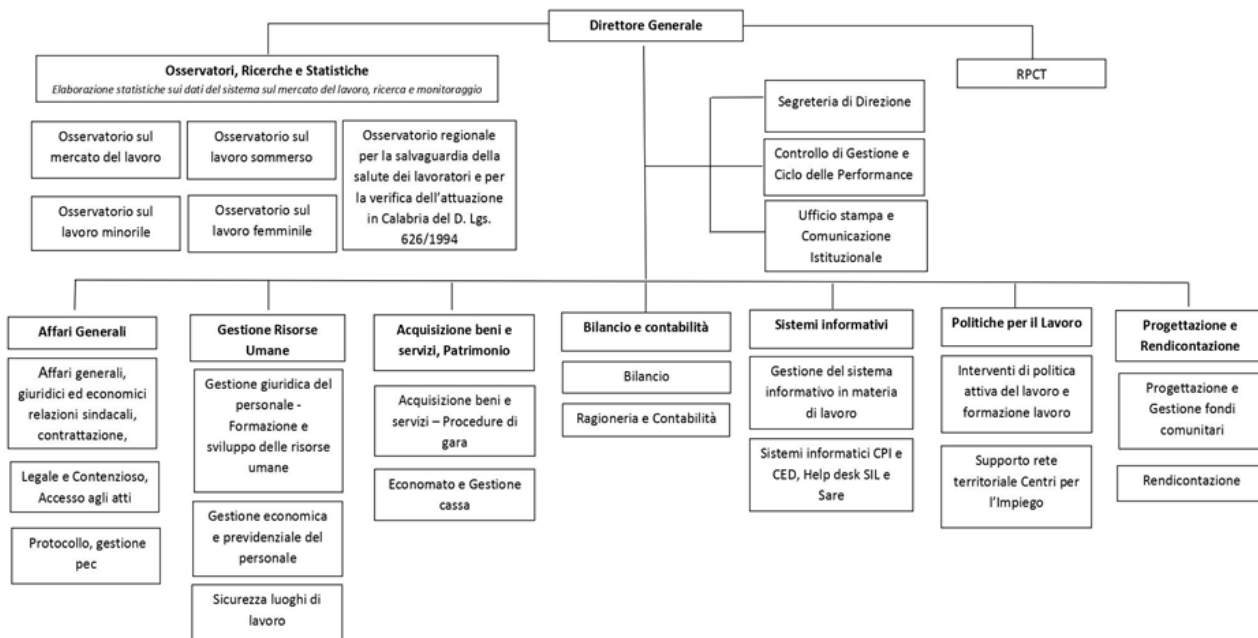 Direttore Generale
Osservatori, Ricerche e Statistiche
Elaborazione statistiche sui dati del sistema sul mercato del lavoro, ricerca e monitoraggio
RPCT
Segreteria di Direzione
Controllo di Gestione e
Ciclo delle Performance
Ufficio stampa e
Comunicazione
Istituzionale
Osservatorio sul
mercato del lavoro
Osservatorio sul
lavoro sommerso
Osservatorio regionale
per la salvaguardia della
salute dei lavoratori e per
la verifica dell'attuazione
in Calabria del D. Lgs.
626/1994
Osservatorio sul
lavoro minorile
Osservatorio sul
lavoro femminile
Affari Generali
Affari generali,
giuridici ed economici
relazioni sindacali,
contrattazione,
Legale e Contenzioso,
Accesso agli atti
Protocollo, gestione
pec
Gestione Risorse
Umane
Gestione giuridica del
personale -
Formazione e
sviluppo delle risorse
umane
Gestione economica
e previdenziale del
personale
Sicurezza luoghi di
lavoro
Acquisizione beni e
servizi, Patrimonio
Acquisizione beni e
servizi – Procedure di
gara
Economato e Gestione
cassa
Bilancio e contabilità
Bilancio
Ragioneria e Contabilità
Sistemi informativi
Gestione del sistema
informativo in materia
di lavoro
Sistemi informatici CPI e
CED, Help desk SIL e
Sare
Politiche per il Lavoro
Interventi di politica
attiva del lavoro e
formazione lavoro
Supporto rete
territoriale Centri per
l'Impiego
Progettazione e
Rendicontazione
Progettazione e
Gestione fondi
comunitari
Rendicontazione